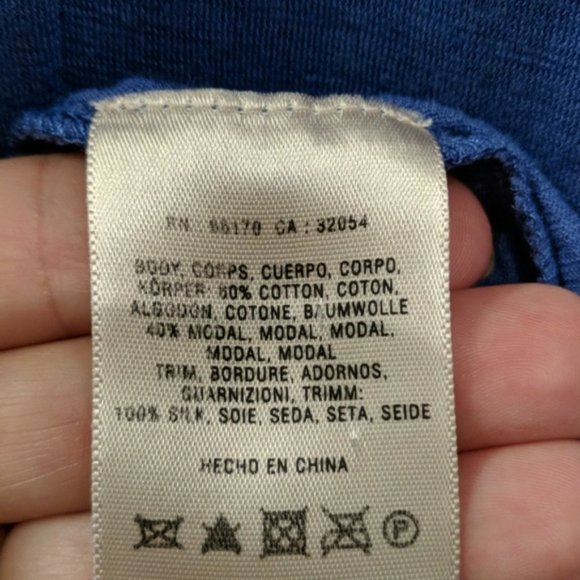 RN: 66170 CA: 32054
BODY, CORPS, CUERPO, CORPO,
KÖRPER: 60% COTTON, COTON,
ALGODON, COTONE, BAUMWOLLE
40% MODAL, MODAL, MODAL,
MODAL, MODAL
TRIM, BORDURE, ADORNOS,
GUARNIZIONI, TRIMM:
100% SILK, SOIE, SEDA, SETA, SEIDE
HECHO EN CHINA
P